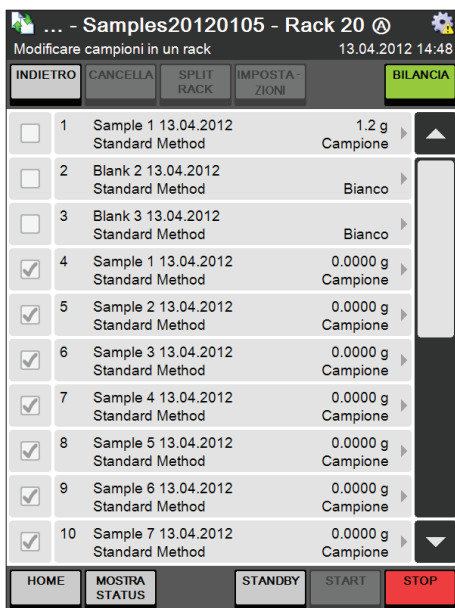 ... - Samples20120105 - Rack 20 Ⓐ
Modificare campioni in un rack 13.04.2012 14:48
INDIETRO CANCELLA SPLIT RACK IMPOSTA-ZIONI BILANCIA
1 Sample 1 13.04.2012 1.2 g
Standard Method Campione
2 Blank 2 13.04.2012
Standard Method Bianco
3 Blank 3 13.04.2012
Standard Method Bianco
4 Sample 1 13.04.2012 0.0000 g
Standard Method Campione
5 Sample 2 13.04.2012 0.0000 g
Standard Method Campione
6 Sample 3 13.04.2012 0.0000 g
Standard Method Campione
7 Sample 4 13.04.2012 0.0000 g
Standard Method Campione
8 Sample 5 13.04.2012 0.0000 g
Standard Method Campione
9 Sample 6 13.04.2012 0.0000 g
Standard Method Campione
10 Sample 7 13.04.2012 0.0000 g
Standard Method Campione
HOME MOSTRA STATUS STANDBY START STOP